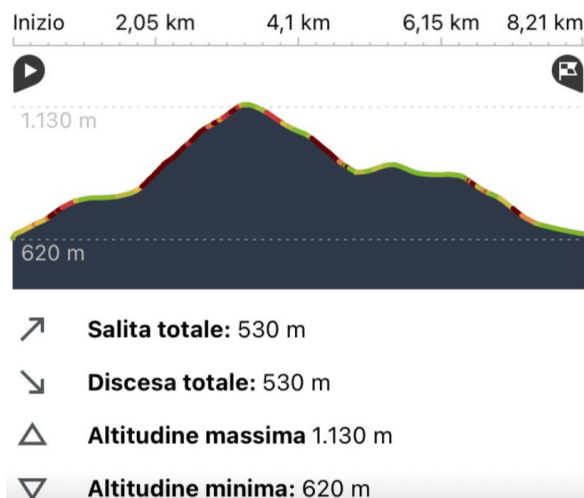 Inizio 2,05 km 4,1 km 6,15 km 8,21 km
1.130 m
620 m
Salita totale: 530 m
Discesa totale: 530 m
Altitudine massima 1.130 m
Altitudine minima: 620 m